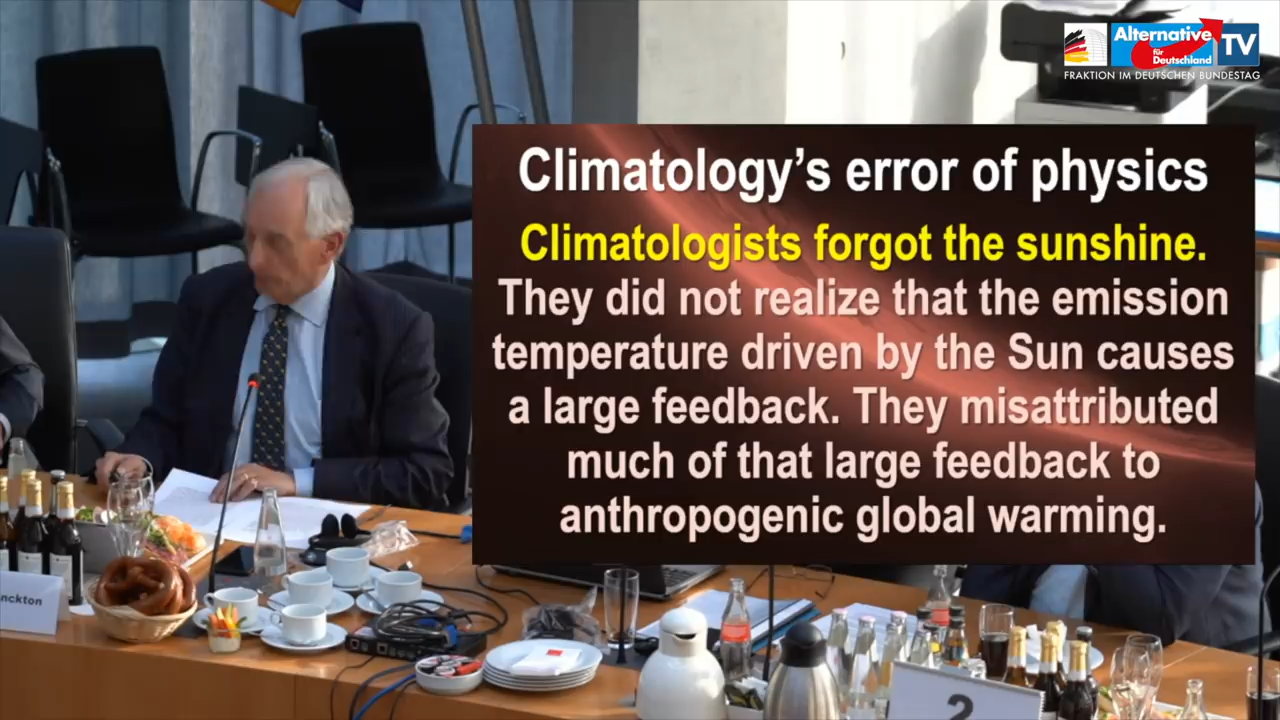 Alternative
für
Deutschland
TV
FRAKTION IM DEUTSCHEN BUNDESTAG
Climatology’s error of physics
Climatologists forgot the sunshine.
They did not realize that the emission
temperature driven by the Sun causes
a large feedback. They misattributed
much of that large feedback to
anthropogenic global warming.
nckton
2